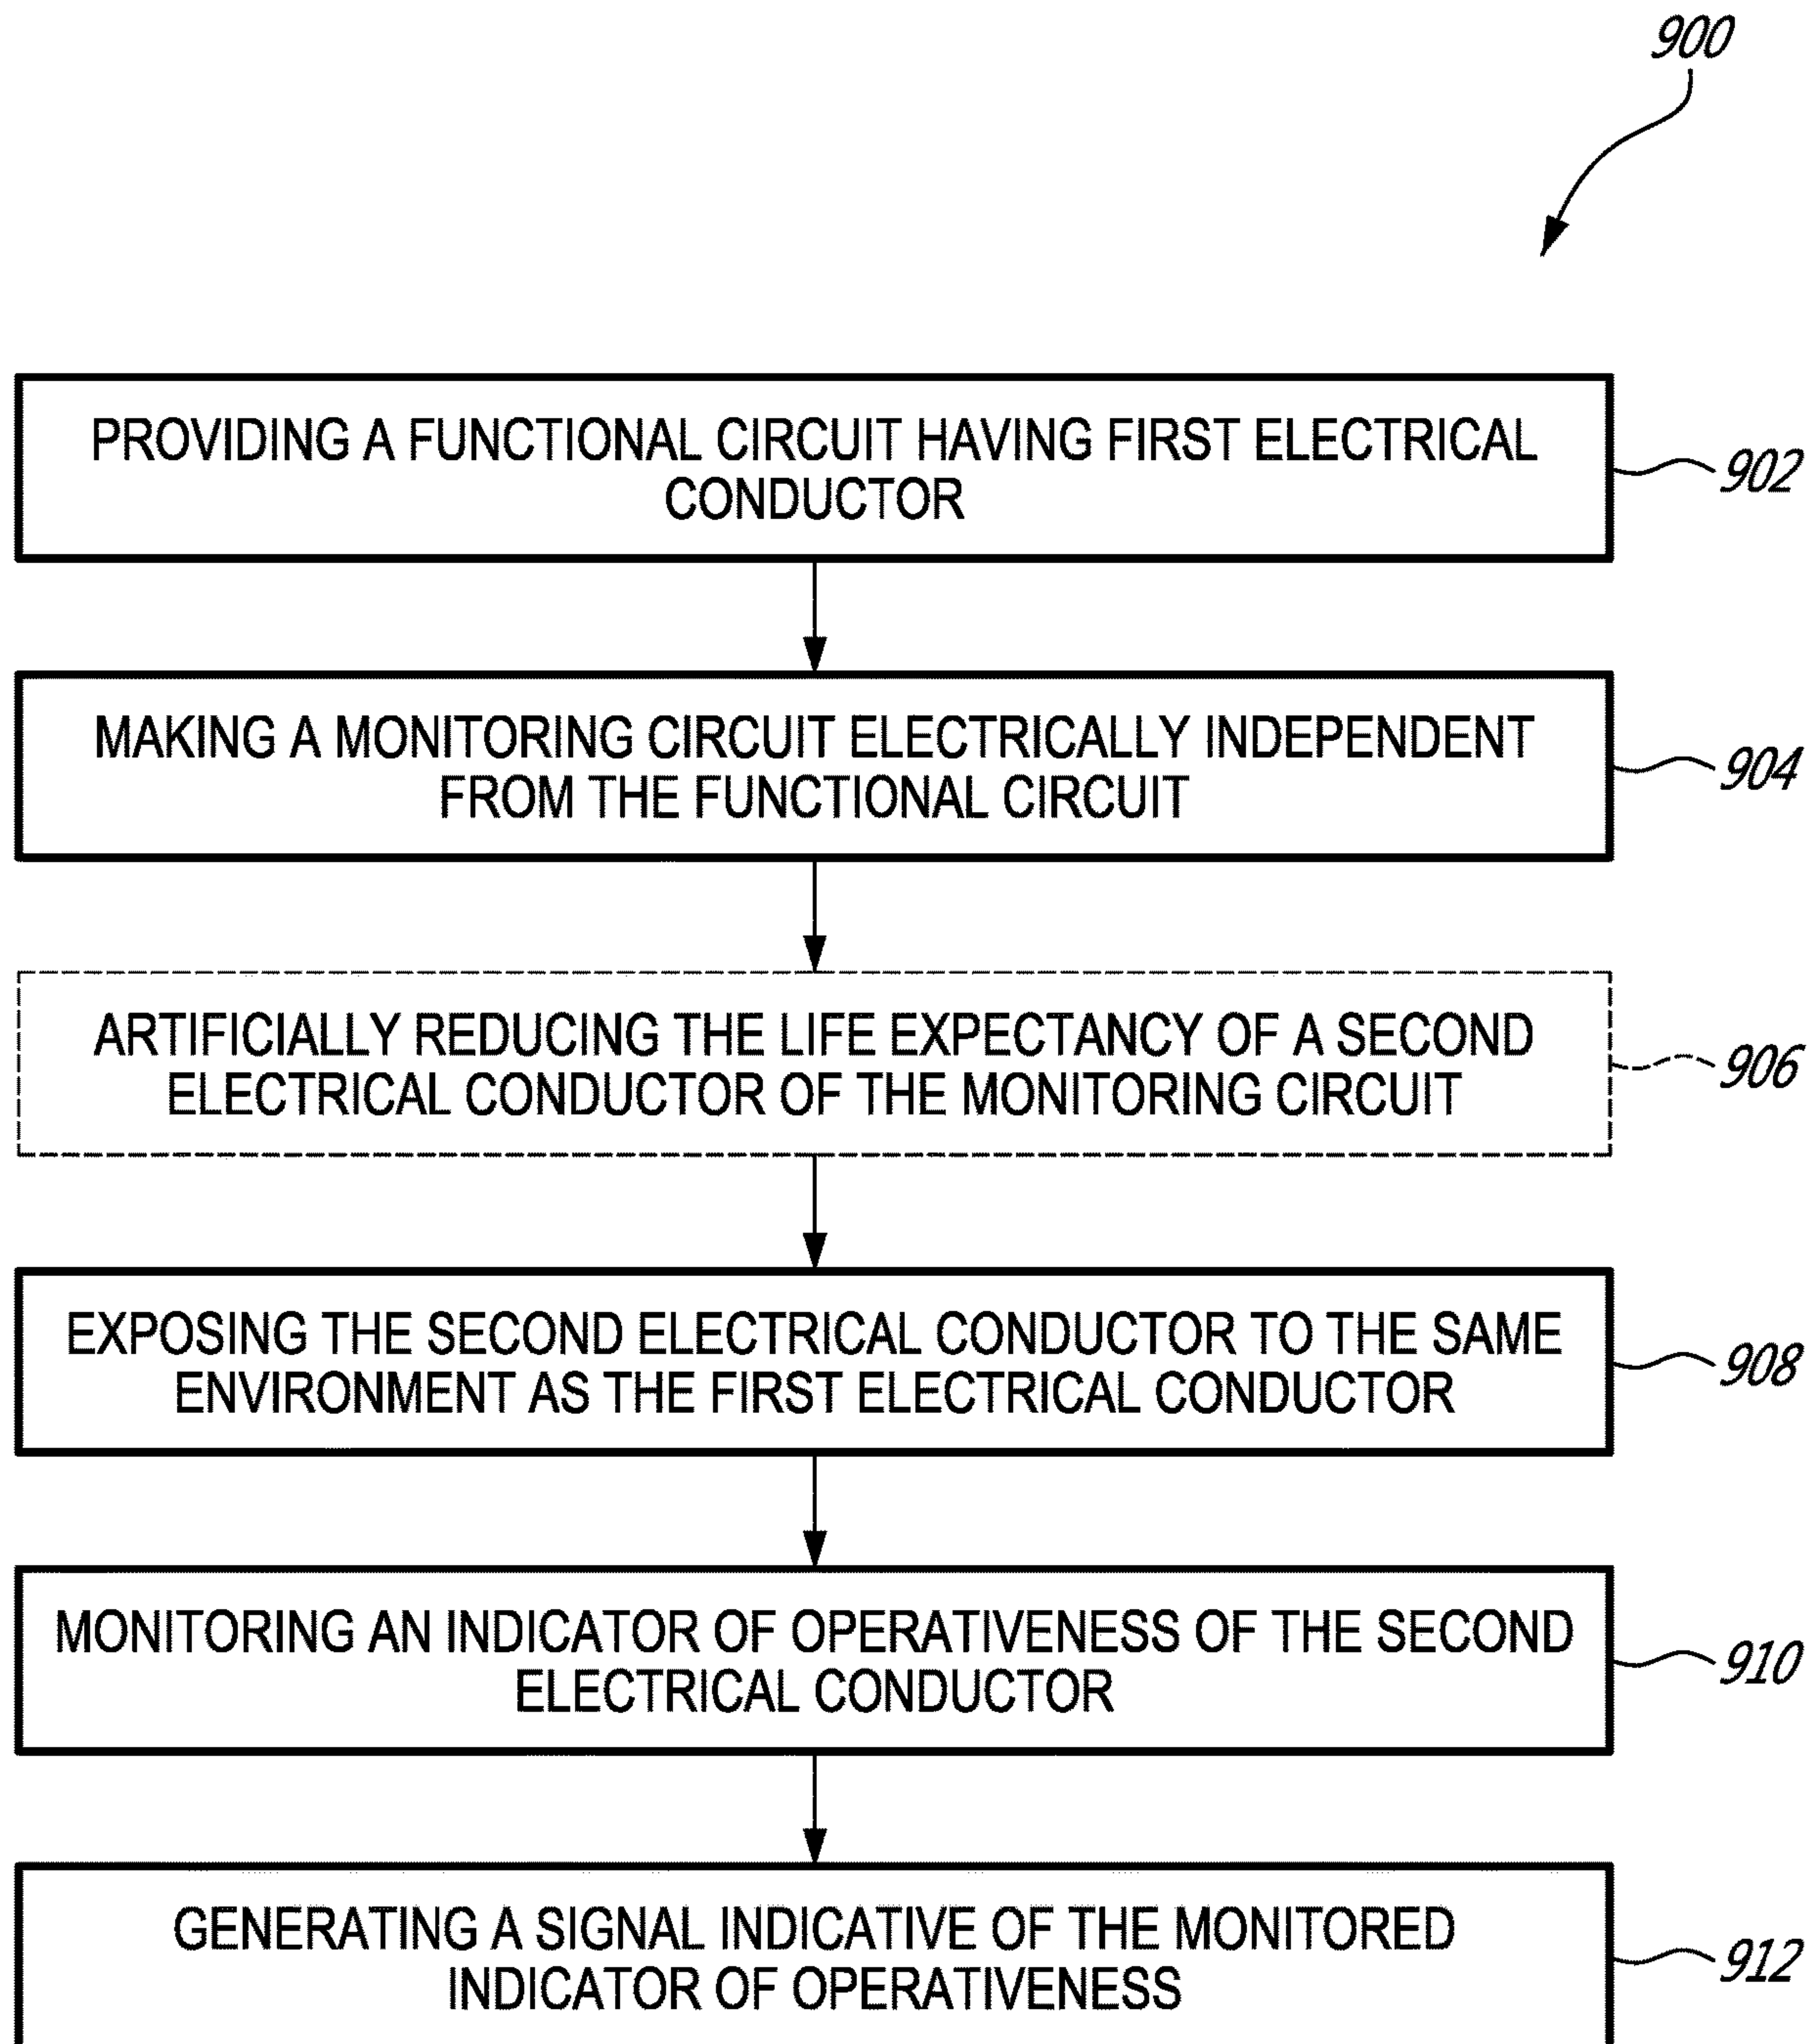 900
PROVIDING A FUNCTIONAL CIRCUIT HAVING FIRST ELECTRICAL
CONDUCTOR
902
MAKING A MONITORING CIRCUIT ELECTRICALLY INDEPENDENT
FROM THE FUNCTIONAL CIRCUIT
904
ARTIFICIALLY REDUCING THE LIFE EXPECTANCY OF A SECOND
ELECTRICAL CONDUCTOR OF THE MONITORING CIRCUIT
906
EXPOSING THE SECOND ELECTRICAL CONDUCTOR TO THE SAME
ENVIRONMENT AS THE FIRST ELECTRICAL CONDUCTOR
908
MONITORING AN INDICATOR OF OPERATIVENESS OF THE SECOND
ELECTRICAL CONDUCTOR
910
GENERATING A SIGNAL INDICATIVE OF THE MONITORED
INDICATOR OF OPERATIVENESS
912